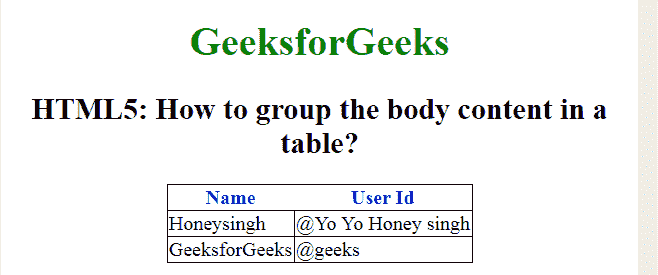 GeeksforGeeks
HTML5: How to group the body content in a
table?
Name User Id
Honeysingh @Yo Yo Honey singh
GeeksforGeeks @geeks